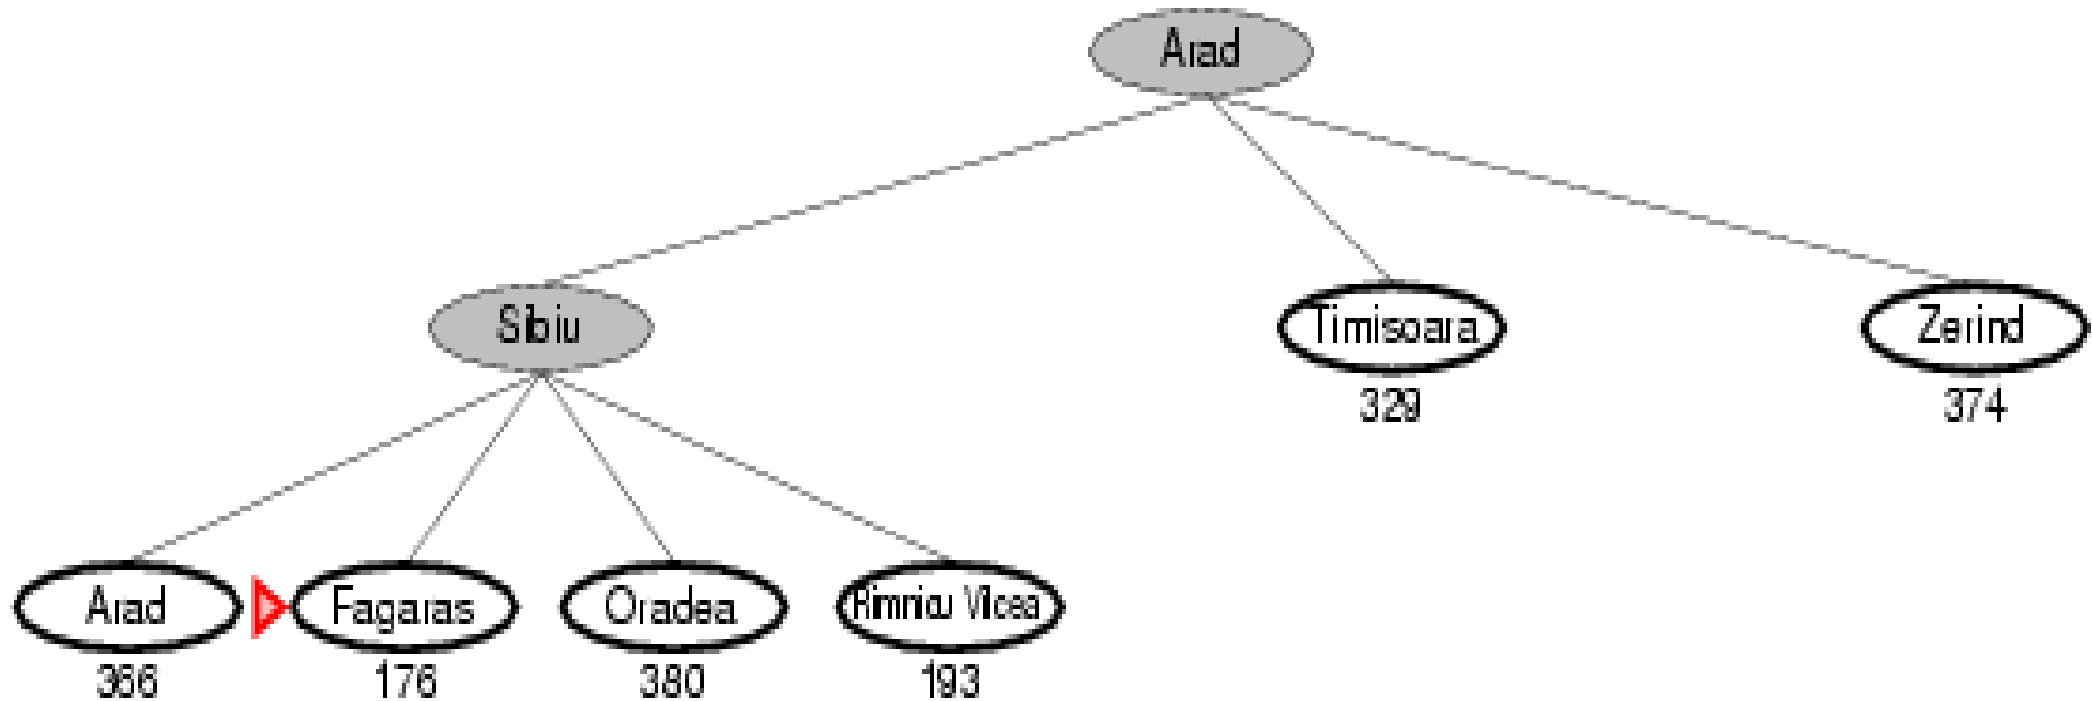 Arad
Sibiu
Timisoara
Zerind
329
374
Arad
Fagaras
Oradea
Rimnicu Vilcea
366
176
380
193